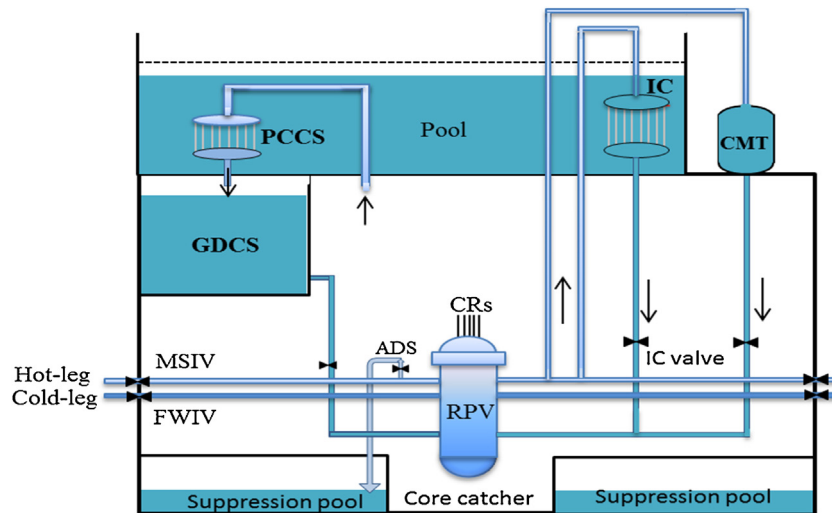 IC
PCCS
Pool
CMT
GDCS
CRs
ADS
MSIV
IC valve
Hot-leg
Cold-leg
RPV
FWIV
Suppression pool
Core catcher
Suppression pool